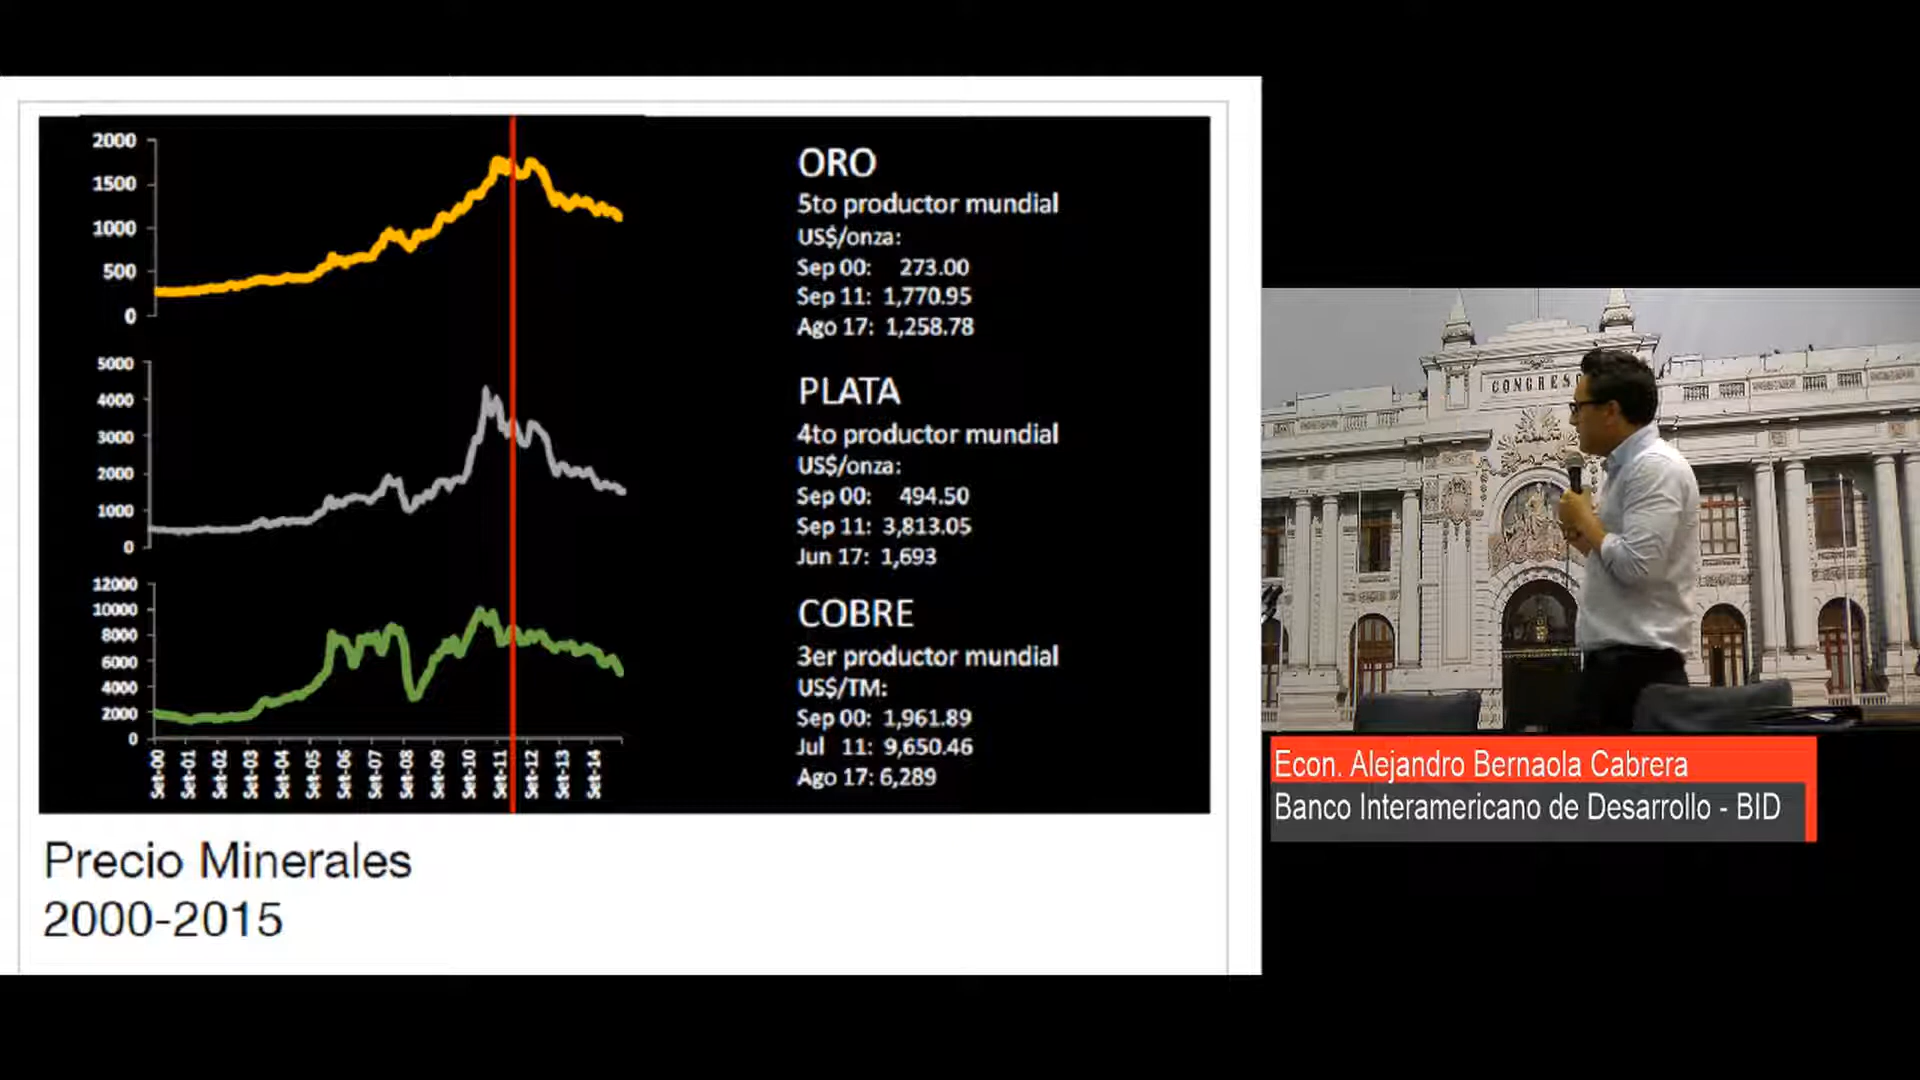 2000
1500
1000
500
0
5000
4000
3000
2000
1000
0
12000
10000
8000
6000
4000
2000
0
Set-00
Set-01
Set-02
Set-03
Set-04
Set-05
Set-06
Set-07
Set-08
Set-09
Set-10
Set-11
Set-12
Set-13
Set-14
ORO
5to productor mundial
US$/onza:
Sep 00: 273.00
Sep 11: 1,770.95
Ago 17: 1,258.78
PLATA
4to productor mundial
US$/onza:
Sep 00: 494.50
Sep 11: 3,813.05
Jun 17: 1,693
COBRE
3er productor mundial
US$/TM:
Sep 00: 1,961.89
Jul 11: 9,650.46
Ago 17: 6,289
Precio Minerales
2000-2015
CONGRES
Econ. Alejandro Bernaola Cabrera
Banco Interamericano de Desarrollo - BID